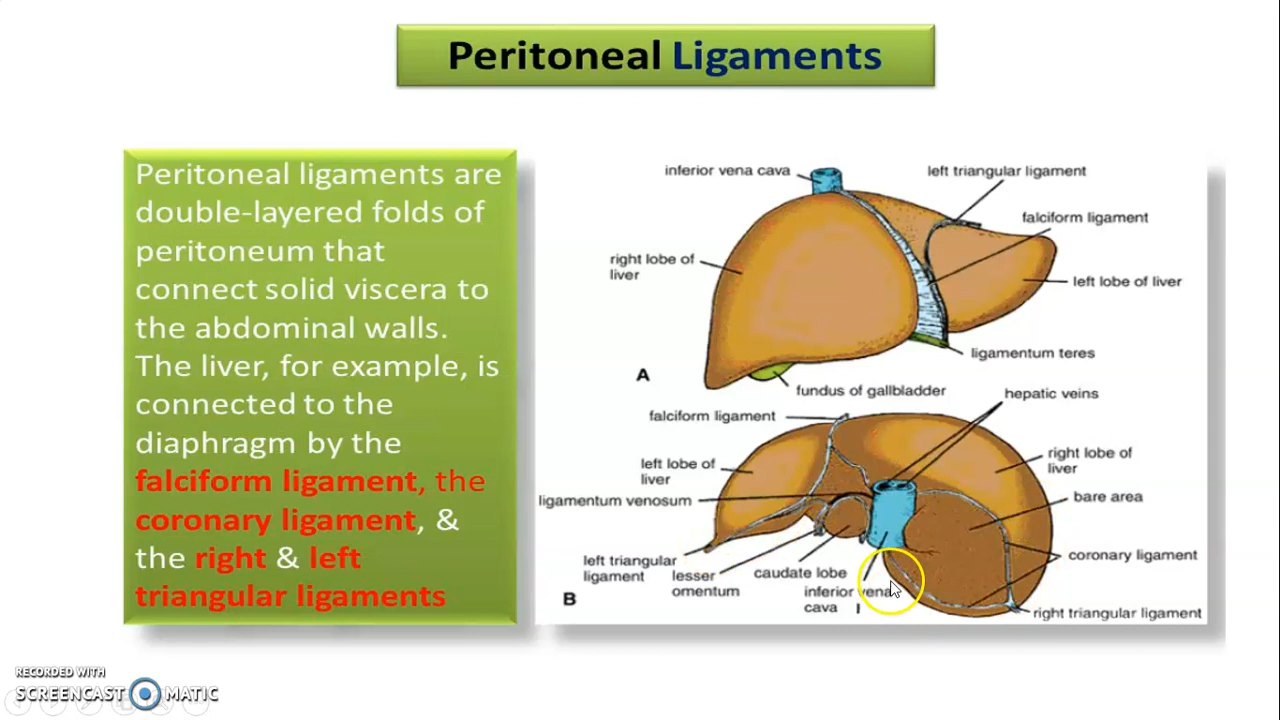 Peritoneal Ligaments
Peritoneal ligaments are
double-layered folds of
peritoneum that
connect solid viscera to
the abdominal walls.
The liver, for example, is
connected to the
diaphragm by the
falciform ligament, the
coronary ligament, &
the right & left
triangular ligaments
inferior vena cava
left triangular ligament
falciform ligament
right lobe of
liver
left lobe of liver
ligamentum teres
A
fundus of gallbladder
hepatic veins
falciform ligament
left lobe of
liver
right lobe of
liver
ligamentum venosum
bare area
left triangular
ligament
lesser
omentum
caudate lobe
coronary ligament
inferior vena
cava
B
right triangular ligament
RECORDED WITH
SCREENCAST MATIC